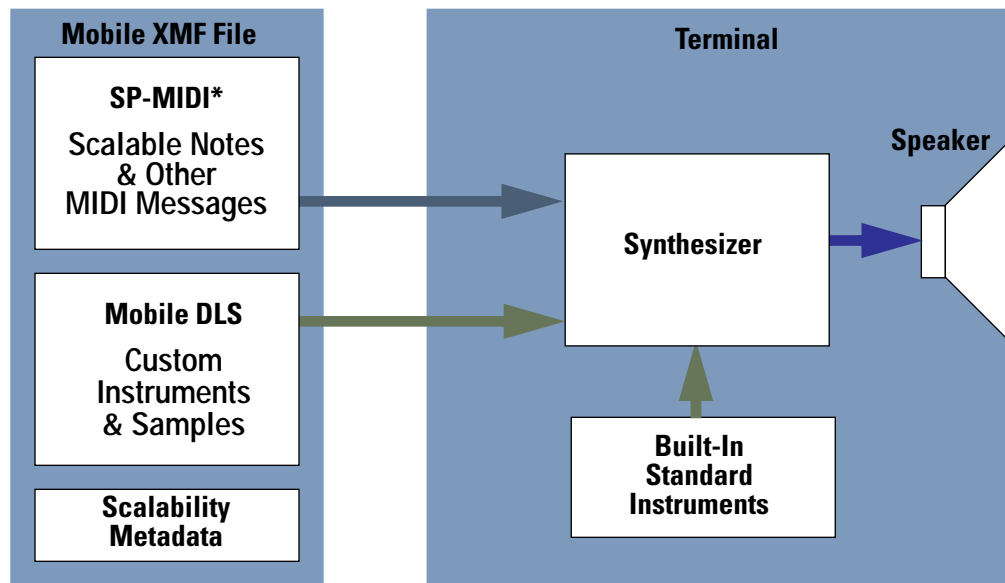 Mobile XMF File
SP-MIDI*
Scalable Notes
& Other
MIDI Messages
Mobile DLS
Custom
Instruments
& Samples
Scalability
Metadata
Terminal
Speaker
Synthesizer
Built-In
Standard
Instruments